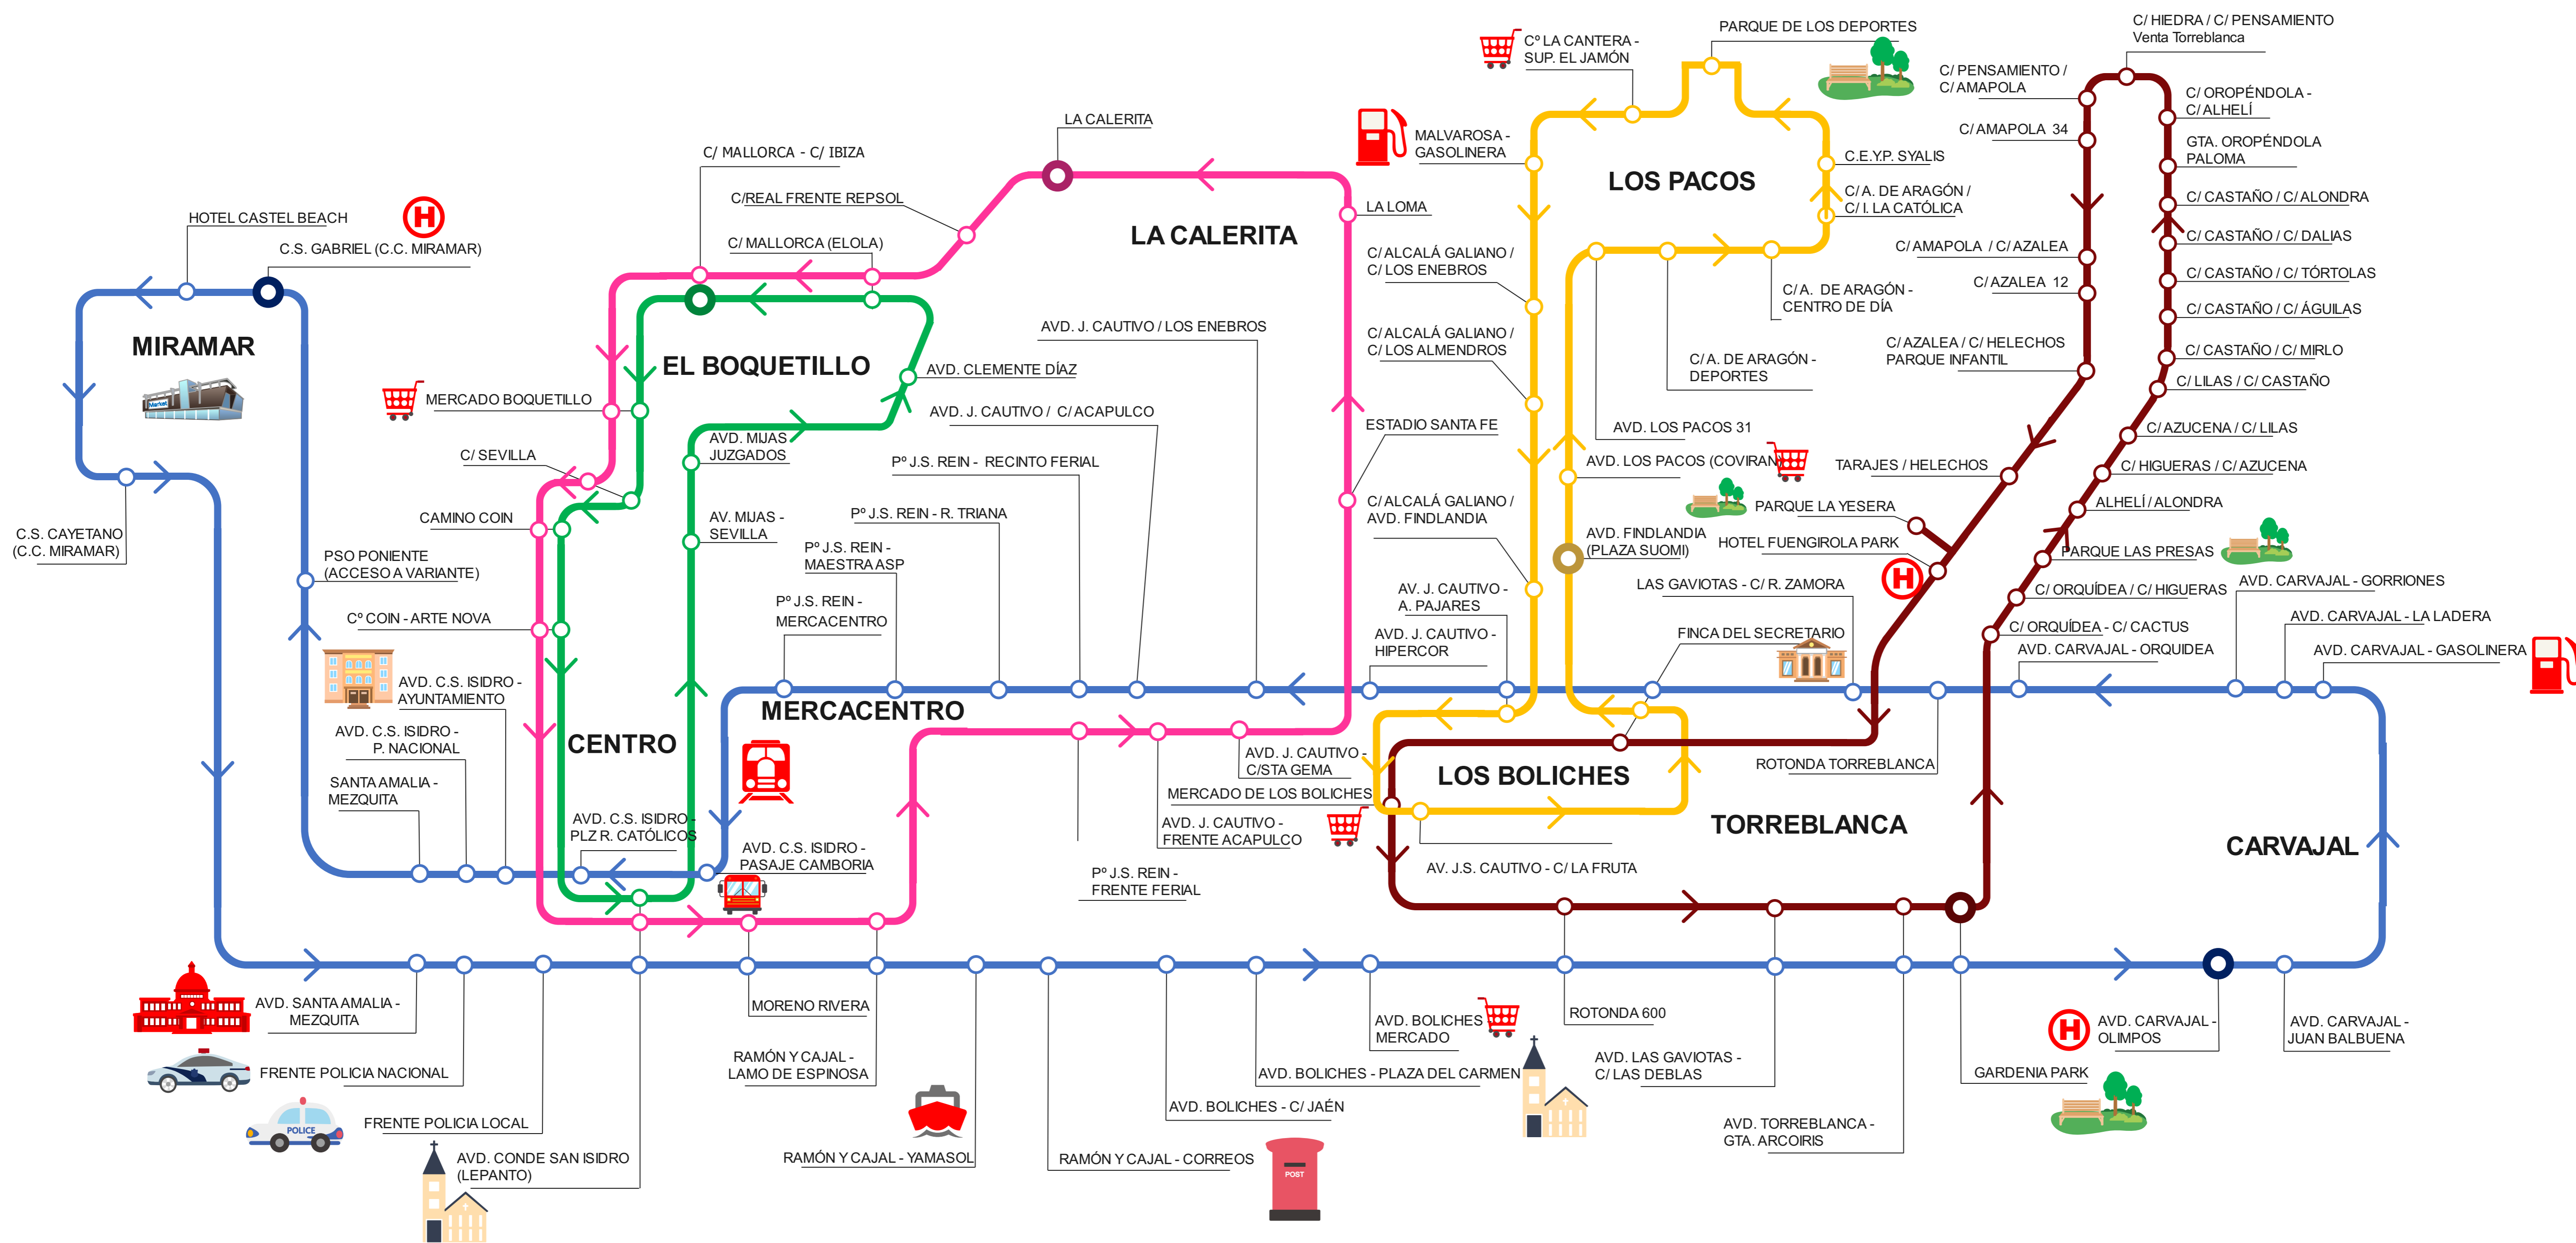 C/ HIEDRA / C/ PENSAMIENTO
Venta Torreblanca
PARQUE DE LOS DEPORTES
Cº LA CANTERA -
SUP. EL JAMÓN
C/ PENSAMIENTO /
C/ AMAPOLA
C/ OROPÉNDOLA -
C/ ALHELÍ
LA CALERITA
C/ AMAPOLA 34
MALVAROSA -
GASOLINERA
GTA. OROPÉNDOLA
PALOMA
C/ MALLORCA - C/ IBIZA
C.E.Y.P. SYALIS
LOS PACOS
C/REAL FRENTE REPSOL
C/ A. DE ARAGÓN /
C/ I. LA CATÓLICA
C/ CASTAÑO / C/ ALONDRA
LA LOMA
HOTEL CASTEL BEACH
H
C.S. GABRIEL (C.C. MIRAMAR)
C/ MALLORCA (ELOLA)
LA CALERITA
C/ CASTAÑO / C/ DALIAS
C/ AMAPOLA / C/ AZALEA
C/ ALCALÁ GALIANO /
C/ LOS ENEBROS
C/ CASTAÑO / C/ TÓRTOLAS
C/ AZALEA 12
C/ A. DE ARAGÓN -
CENTRO DE DÍA
C/ CASTAÑO / C/ ÁGUILAS
AVD. J. CAUTIVO / LOS ENEBROS
C/ ALCALÁ GALIANO /
C/ LOS ALMENDROS
MIRAMAR
C/ AZALEA / C/ HELECHOS
PARQUE INFANTIL
C/ CASTAÑO / C/ MIRLO
EL BOQUETILLO
AVD. CLEMENTE DÍAZ
C/ A. DE ARAGÓN -
DEPORTES
C/ LILAS / C/ CASTAÑO
Market
MERCADO BOQUETILLO
AVD. J. CAUTIVO / C/ ACAPULCO
ESTADIO SANTA FE
AVD. LOS PACOS 31
C/ AZUCENA / C/ LILAS
AVD. MIJAS
JUZGADOS
C/ SEVILLA
Pº J.S. REIN - RECINTO FERIAL
AVD. LOS PACOS (COVIRAN)
TARAJES / HELECHOS
C/ HIGUERAS / C/ AZUCENA
C/ ALCALÁ GALIANO /
AVD. FINDLANDIA
PARQUE LA YESERA
ALHELÍ / ALONDRA
CAMINO COIN
AV. MIJAS -
SEVILLA
Pº J.S. REIN - R. TRIANA
C.S. CAYETANO
(C.C. MIRAMAR)
AVD. FINDLANDIA
(PLAZA SUOMI)
HOTEL FUENGIROLA PARK
PARQUE LAS PRESAS
PSO PONIENTE
(ACCESO A VARIANTE)
Pº J.S. REIN -
MAESTRA ASP
H
LAS GAVIOTAS - C/ R. ZAMORA
C/ ORQUÍDEA / C/ HIGUERAS
AVD. CARVAJAL - GORRIONES
AV. J. CAUTIVO -
A. PAJARES
Pº J.S. REIN -
MERCACENTRO
Cº COIN - ARTE NOVA
AVD. J. CAUTIVO -
HIPERCOR
FINCA DEL SECRETARIO
C/ ORQUÍDEA - C/ CACTUS
AVD. CARVAJAL - LA LADERA
AVD. CARVAJAL - ORQUIDEA
AVD. CARVAJAL - GASOLINERA
AVD. C.S. ISIDRO -
AYUNTAMIENTO
MERCACENTRO
AVD. C.S. ISIDRO -
P. NACIONAL
CENTRO
AVD. J. CAUTIVO -
C/STA GEMA
LOS BOLICHES
ROTONDA TORREBLANCA
SANTA AMALIA -
MEZQUITA
MERCADO DE LOS BOLICHES
AVD. C.S. ISIDRO -
PLZ R. CATÓLICOS
AVD. J. CAUTIVO -
FRENTE ACAPULCO
TORREBLANCA
CARVAJAL
AVD. C.S. ISIDRO -
PASAJE CAMBORIA
Pº J.S. REIN -
FRENTE FERIAL
AV. J.S. CAUTIVO - C/ LA FRUTA
AVD. SANTA AMALIA -
MEZQUITA
MORENO RIVERA
AVD. BOLICHES
MERCADO
ROTONDA 600
H
AVD. CARVAJAL -
OLIMPOS
AVD. CARVAJAL -
JUAN BALBUENA
RAMÓN Y CAJAL -
LAMO DE ESPINOSA
AVD. LAS GAVIOTAS -
C/ LAS DEBLAS
FRENTE POLICIA NACIONAL
AVD. BOLICHES - PLAZA DEL CARMEN
GARDENIA PARK
AVD. BOLICHES - C/ JAÉN
POLICE
FRENTE POLICIA LOCAL
AVD. TORREBLANCA -
GTA. ARCOIRIS
AVD. CONDE SAN ISIDRO
(LEPANTO)
RAMÓN Y CAJAL - YAMASOL
RAMÓN Y CAJAL - CORREOS
POST